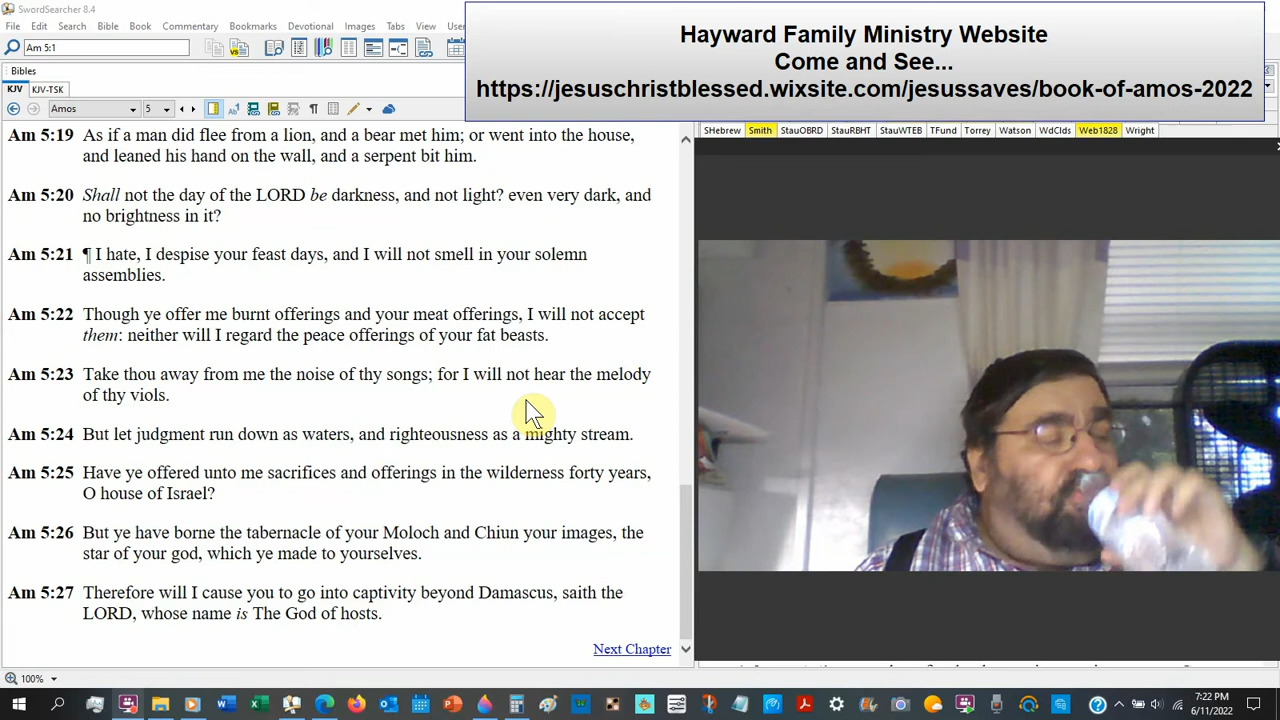 SwordSearcher 8.4
File Edit Search Bible Book Commentary Bookmarks Devotional Images Tabs View
Hayward Family Ministry Website
Come and See...
https://jesuschristblessed.wixsite.com/jesussaves/book-of-amos-2022
Am 5:1
Bibles
KJV KJV-TSK
Amos 5
SHebrew Smith StauOBRD StauRBHT StauWTEB TFund Torrey Watson WdClds Web1828 Wright
Am 5:19 As if a man did flee from a lion, and a bear met him; or went into the house,
and leaned his hand on the wall, and a serpent bit him.
Am 5:20 Shall not the day of the LORD be darkness, and not light? even very dark, and
no brightness in it?
Am 5:21 ¶ I hate, I despise your feast days, and I will not smell in your solemn
assemblies.
Am 5:22 Though ye offer me burnt offerings and your meat offerings, I will not accept
them: neither will I regard the peace offerings of your fat beasts.
Am 5:23 Take thou away from me the noise of thy songs; for I will not hear the melody
of thy viols.
Am 5:24 But let judgment run down as waters, and righteousness as a mighty stream.
Am 5:25 Have ye offered unto me sacrifices and offerings in the wilderness forty years,
O house of Israel?
Am 5:26 But ye have borne the tabernacle of your Moloch and Chiun your images, the
star of your god, which ye made to yourselves.
Am 5:27 Therefore will I cause you to go into captivity beyond Damascus, saith the
LORD, whose name is The God of hosts.
Next Chapter
100%
7:22 PM
6/11/2022